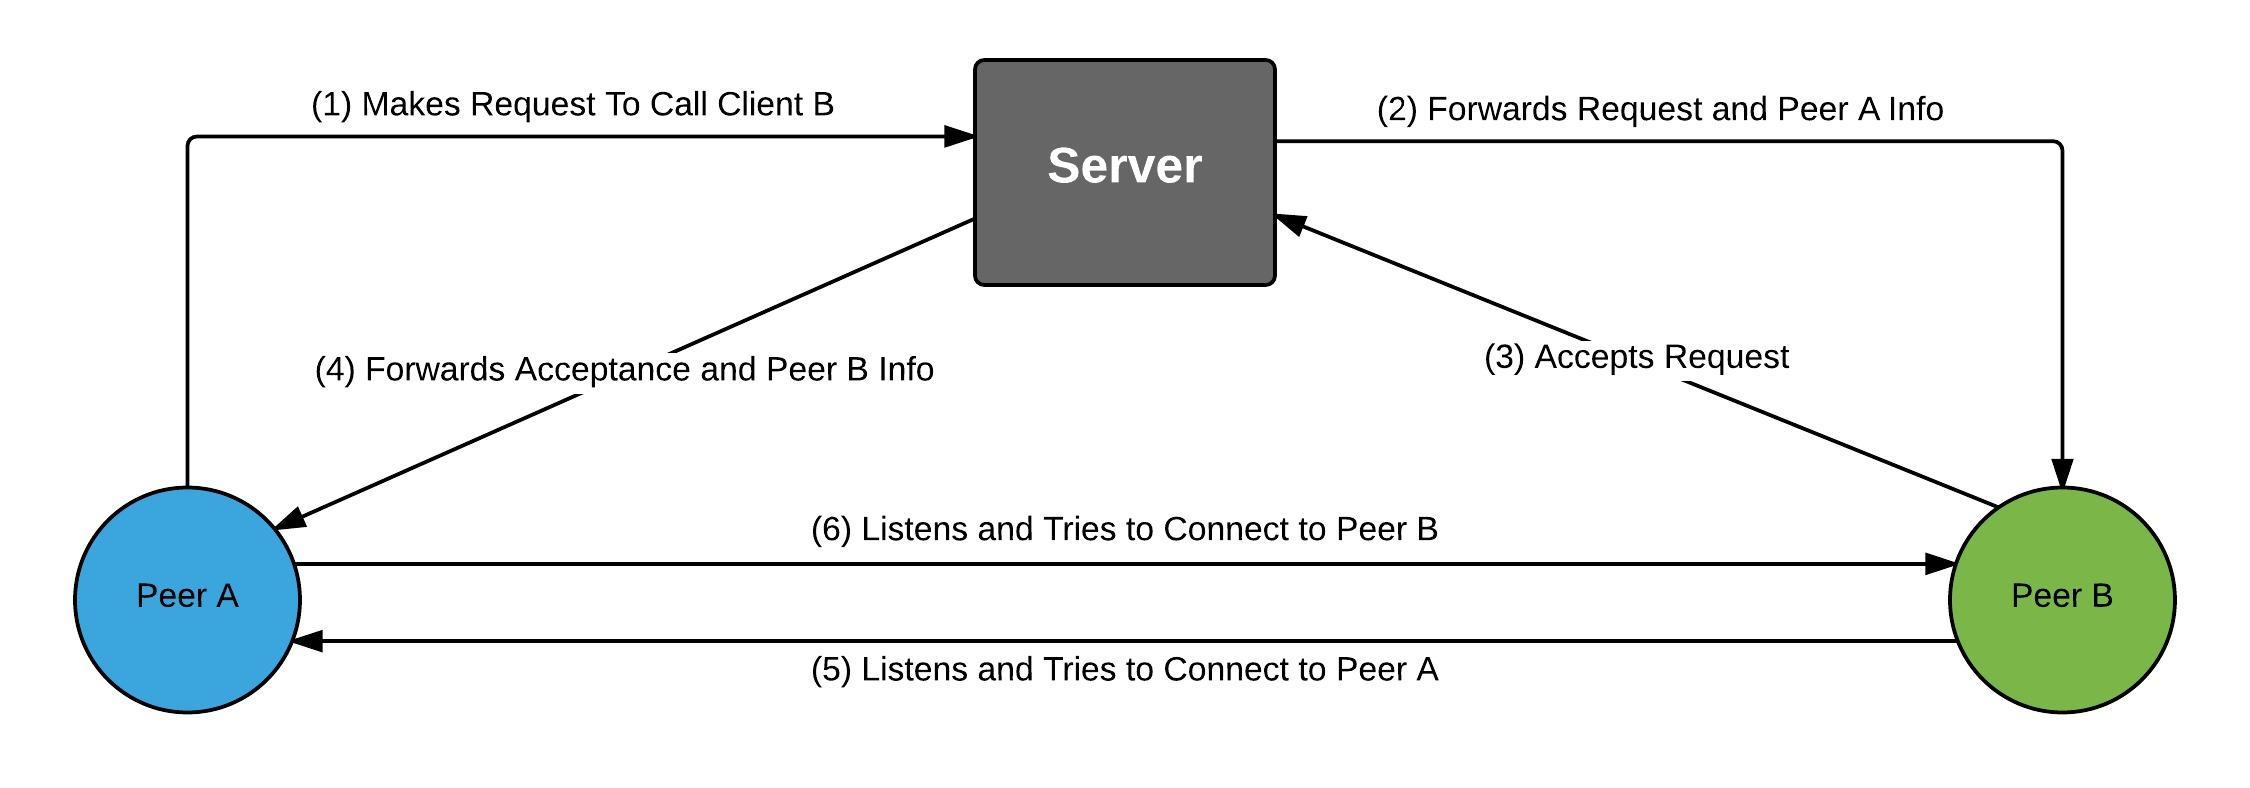 (1) Makes Request To Call Client B
(2) Forwards Request and Peer A Info
Server
(3) Accepts Request
(4) Forwards Acceptance and Peer B Info
(6) Listens and Tries to Connect to Peer B
Peer A
Peer B
(5) Listens and Tries to Connect to Peer A